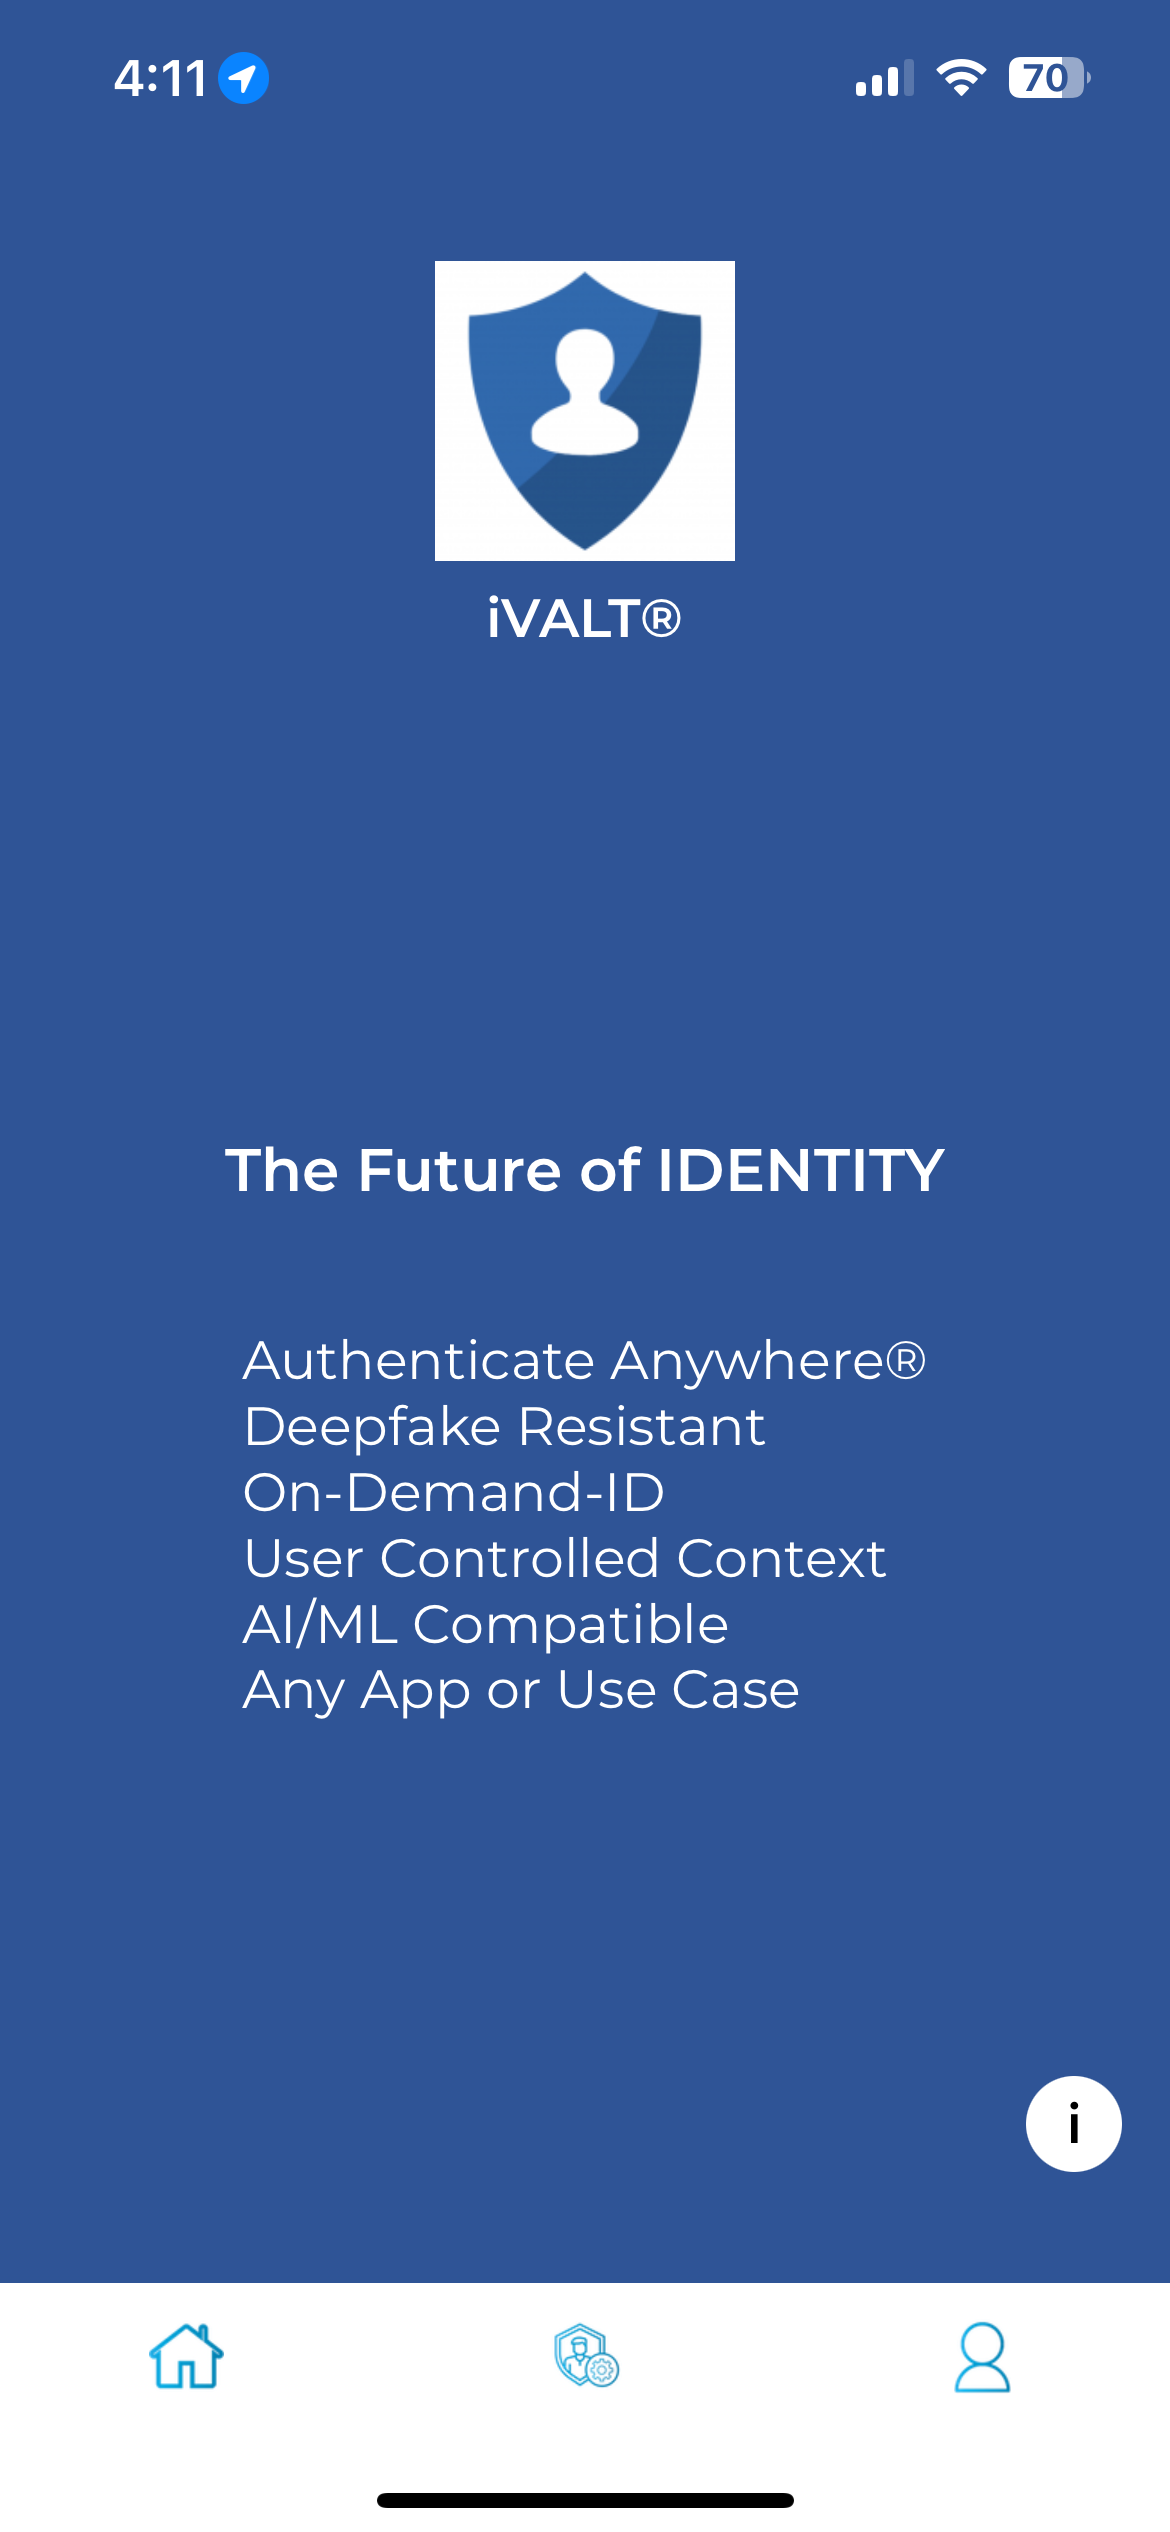 4:11
70
iVALT®
The Future of IDENTITY
Authenticate Anywhere®
Deepfake Resistant
On-Demand-ID
User Controlled Context
AI/ML Compatible
Any App or Use Case
i